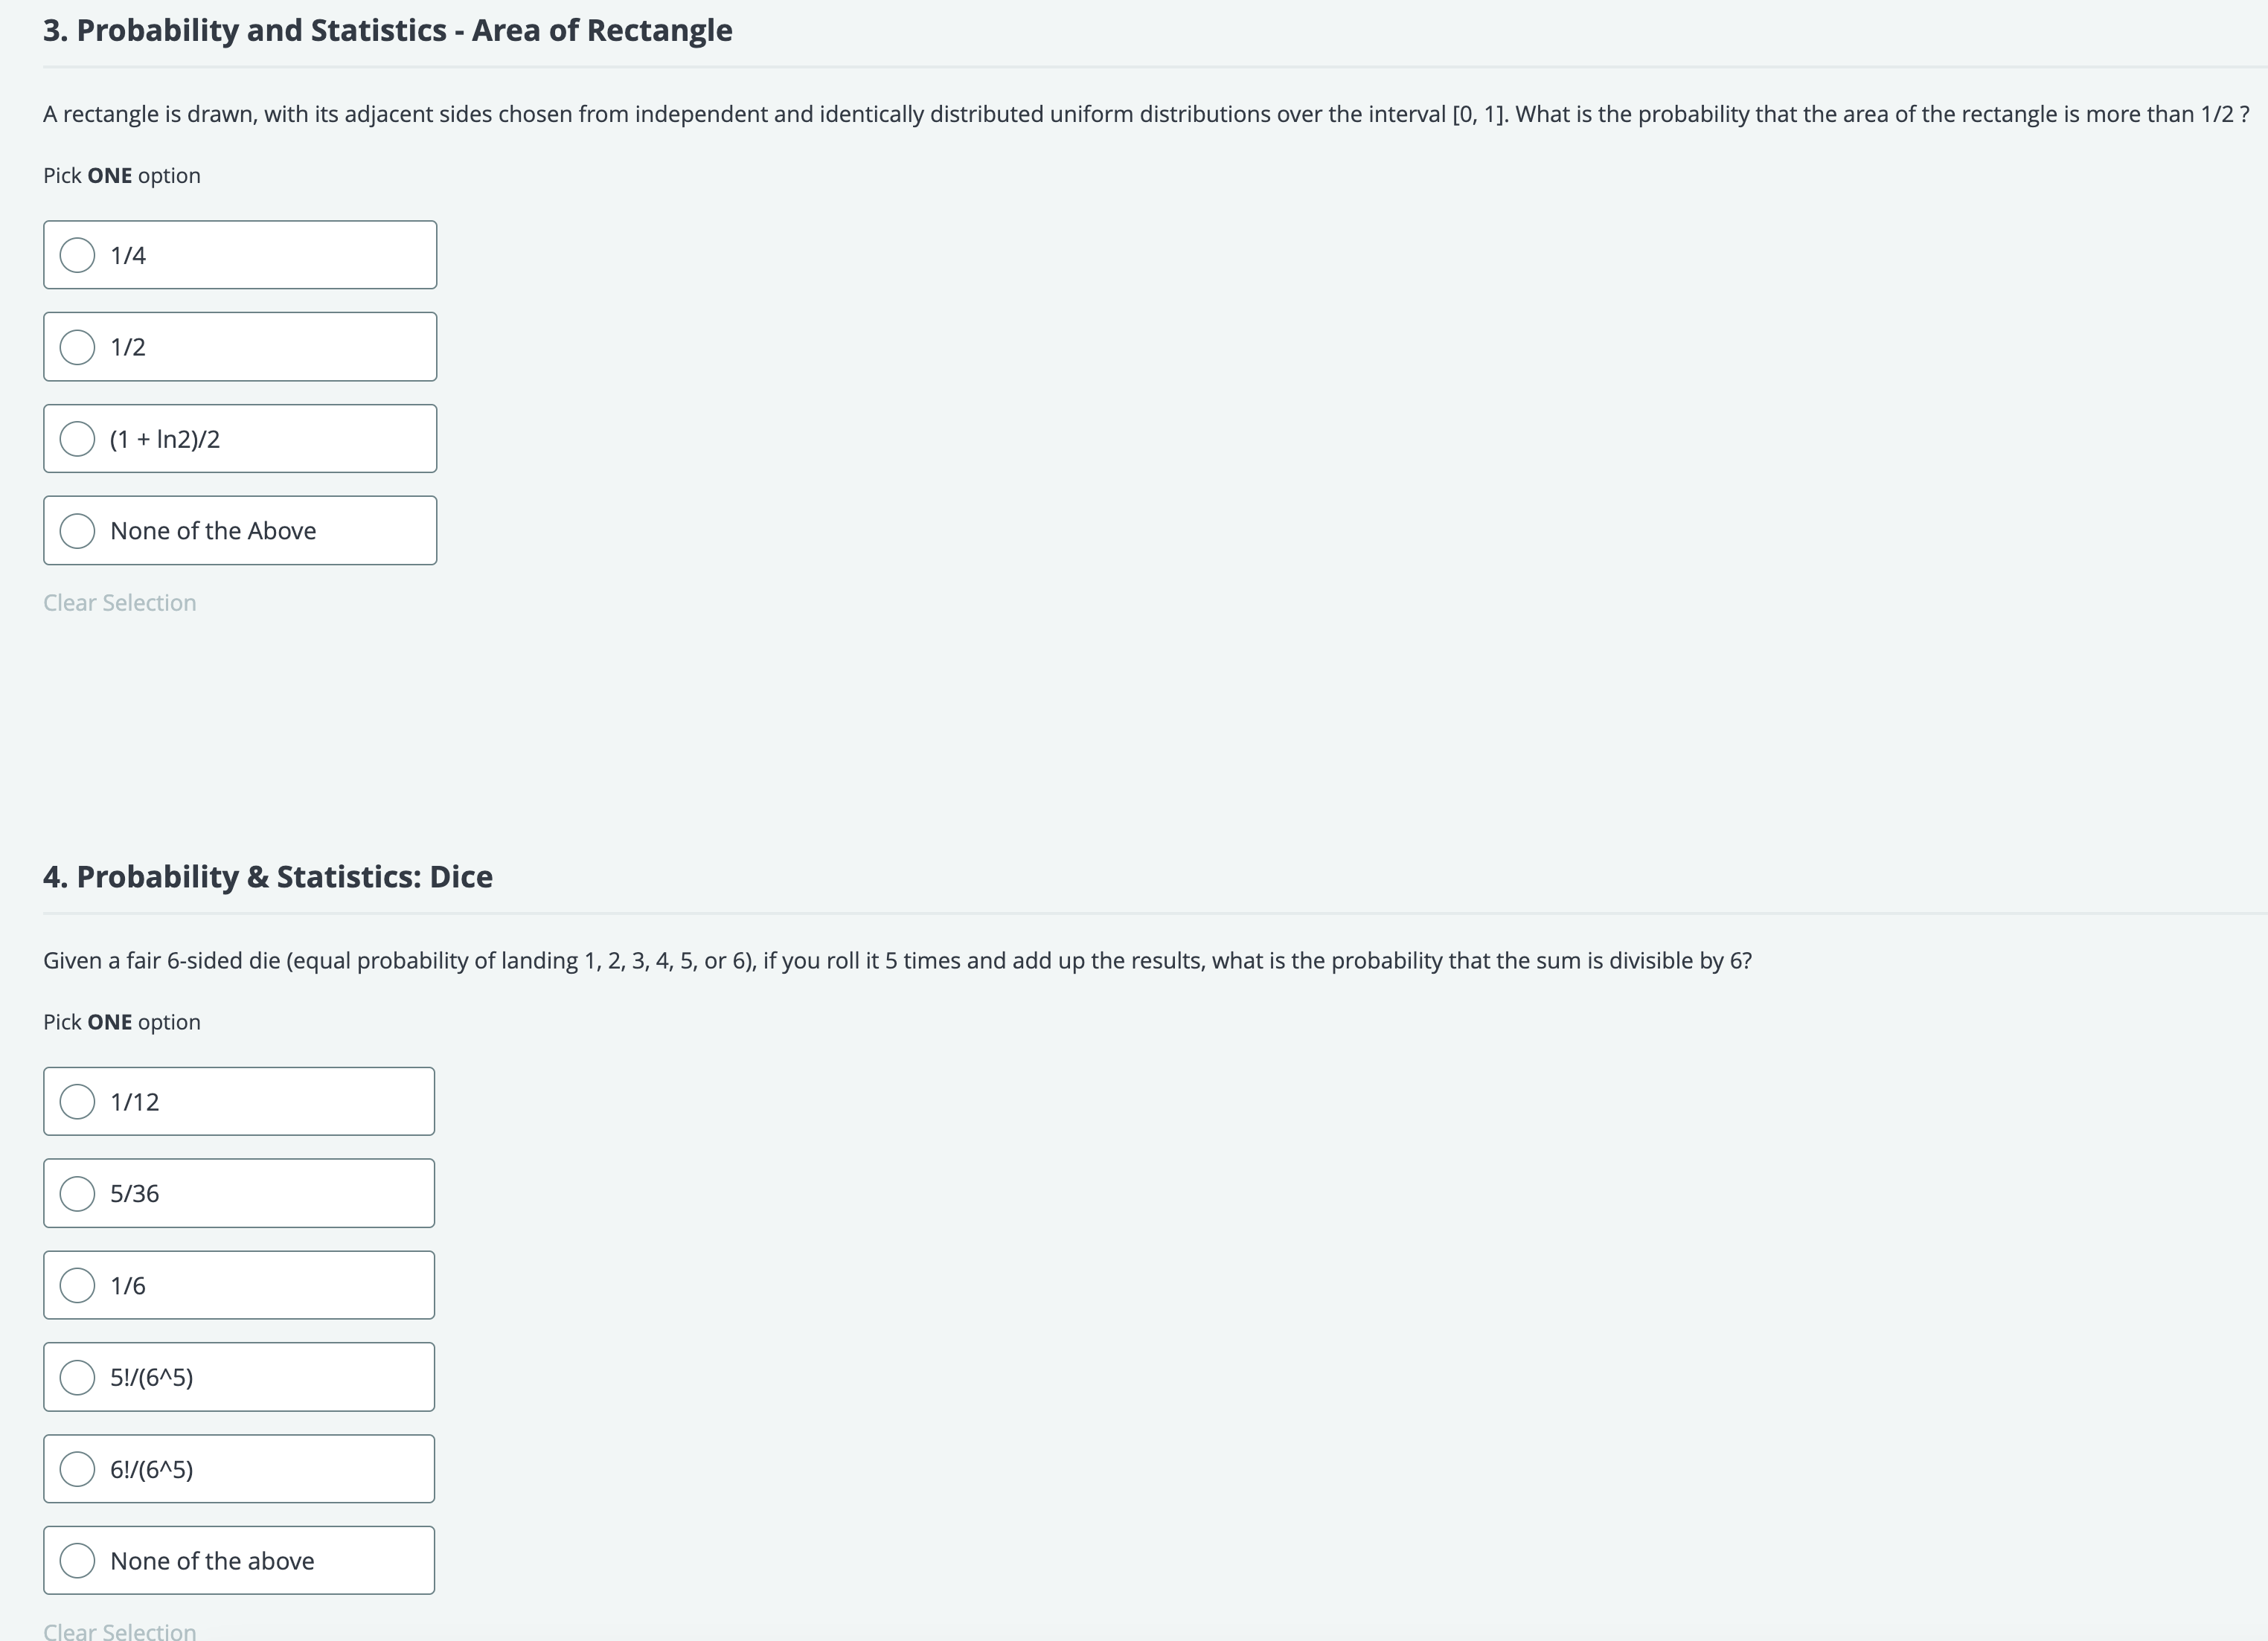 3. Probability and Statistics - Area of Rectangle
A rectangle is drawn, with its adjacent sides chosen from independent and identically distributed uniform distributions over the interval [0, 1]. What is the probability that the area of the rectangle is more than 1/2 ?
Pick ONE option
1/4
1/2
(1 + ln2)/2
None of the Above
Clear Selection
4. Probability & Statistics: Dice
Given a fair 6-sided die (equal probability of landing 1, 2, 3, 4, 5, or 6), if you roll it 5 times and add up the results, what is the probability that the sum is divisible by 6?
Pick ONE option
1/12
5/36
1/6
5!/(6^5)
6!/(6^5)
None of the above
Clear Selection